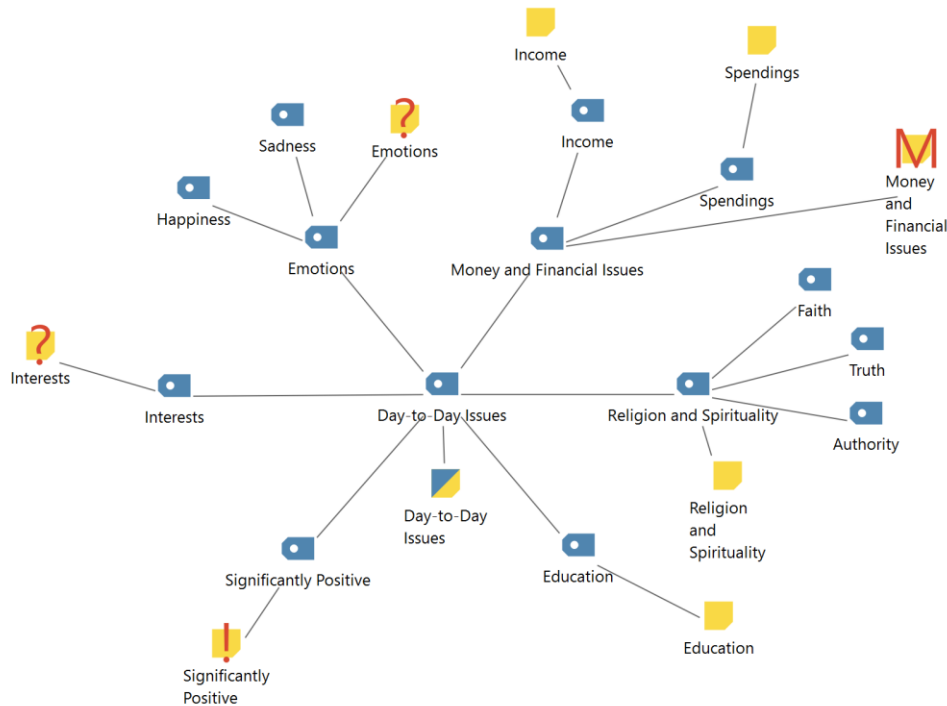 Income
Spendings
Sadness
?
Emotions
Income
M
Happiness
Spendings
Money
and
Financial
Issues
Emotions
Money and Financial Issues
Faith
?
Interests
Truth
Interests
Day-to-Day Issues
Religion and Spirituality
Authority
Day-to-Day
Issues
Religion
and
Spirituality
Significantly Positive
Education
!
Significantly
Positive
Education